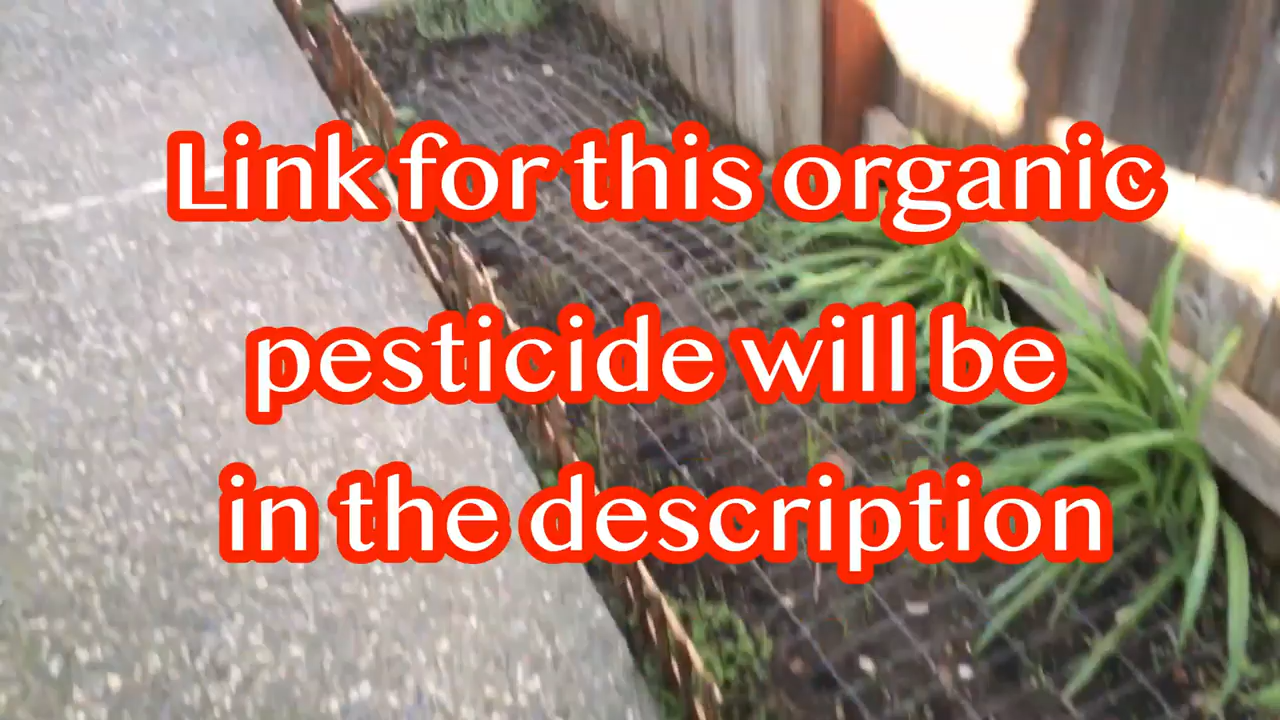 Link for this organic
pesticide will be
in the description